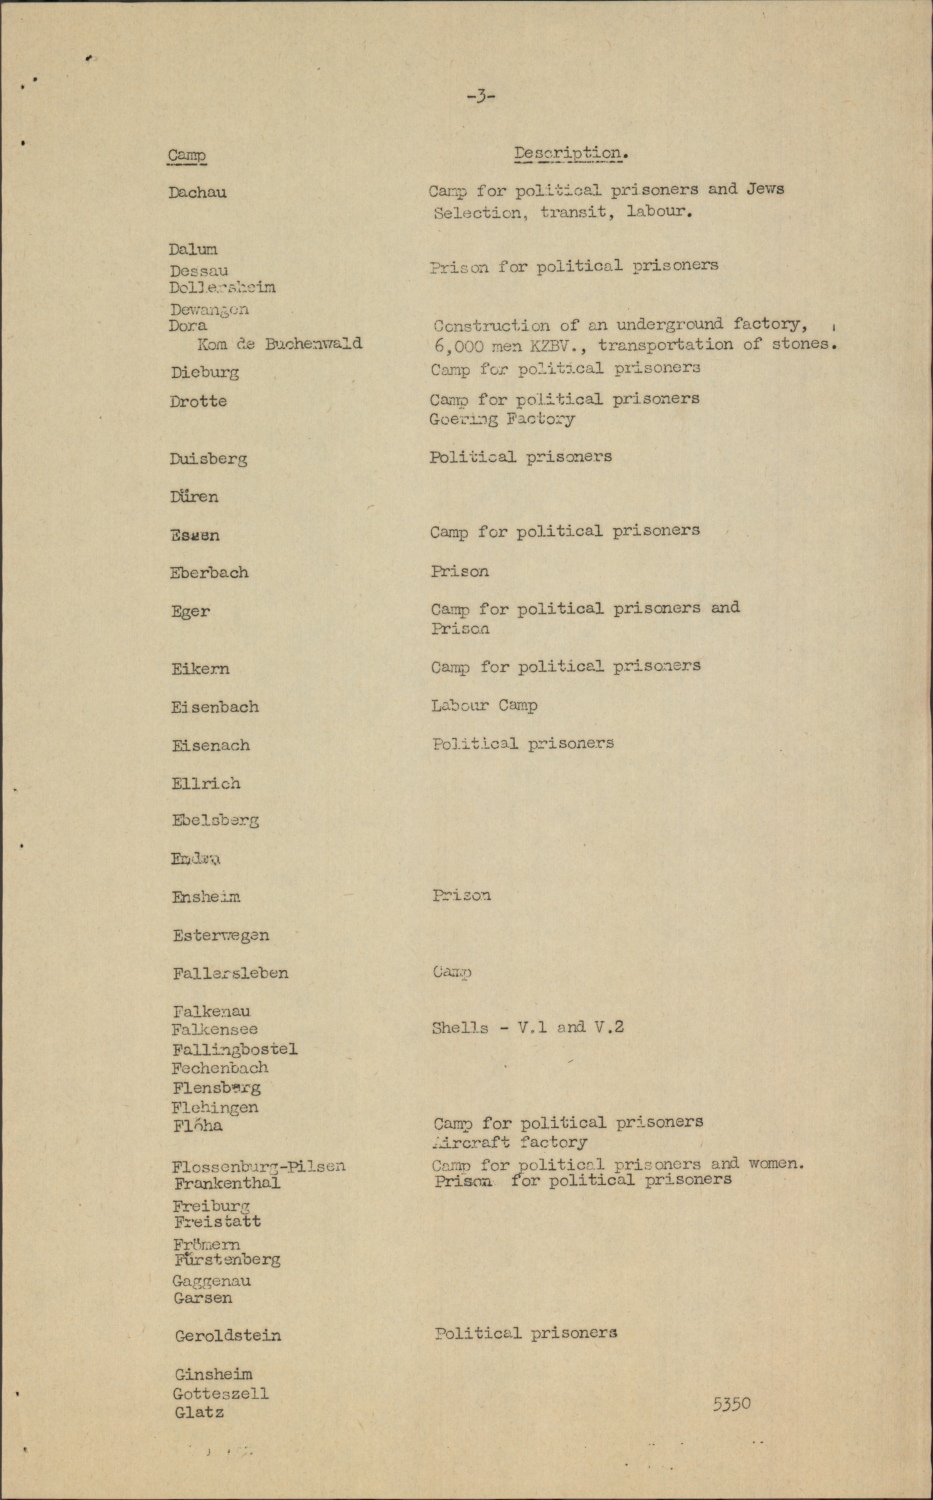 -3-
Camp Description.
Dachau Camp for political prisoners and Jews
Selection, transit, labour.
Dalum
Dessau Prison for political prisoners
Dollersheim
Dewangen
Dora Construction of an underground factory,
Kom de Buchenwald 6,000 men KZBV., transportation of stones.
Dieburg Camp for political prisoners
Drotte Camp for political prisoners
Goering Factory
Duisberg Political prisoners
Düren
Essen Camp for political prisoners
Eberbach Prison
Eger Camp for political prisoners and
Prison
Eikern Camp for political prisoners
Eisenbach Labour Camp
Eisenach Political prisoners
Ellrich
Ebelsberg
Ensheim Prison
Esterwegen
Fallersleben Camp
Falkenau
Falkensee Shells - V.1 and V.2
Fallingbostel
Fechenbach
Flensberg
Flehingen
Flöha Camp for political prisoners
Aircraft factory
Flossenburg-Pilsen Camp for political prisoners and women.
Frankenthal Prison for political prisoners
Freiburg
Freistatt
Frömern
Fürstenberg
Gaggenau
Garsen
Geroldstein Political prisoners
Ginsheim
Gotteszell
Glatz
5350